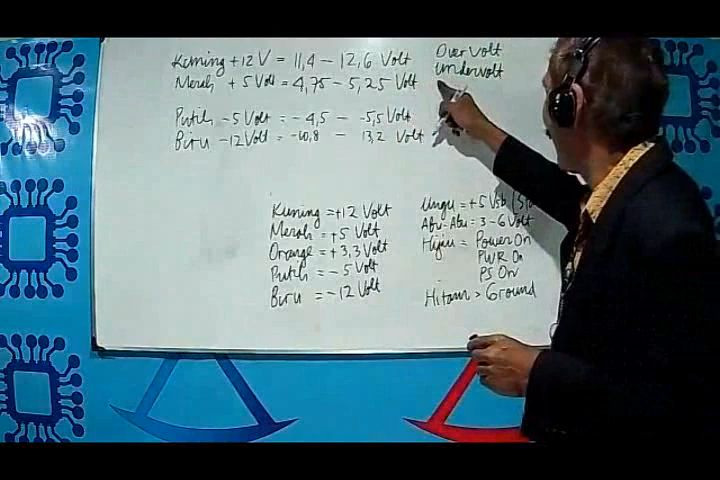 Kuning +12 V = 11,4 - 12,6 Volt
Merah + 5 Volt = 4,75 - 5,25 Volt
Over Volt
Undervolt
Putih - 5 Volt = - 4,5 - -5,5 Volt
Biru - 12 Volt = -10,8 - 13,2 Volt
Kuning = +12 Volt
Merah = +5 Volt
Orange = + 3,3 Volt
Putih = - 5 Volt
Biru = - 12 Volt
Ungu = +5 Vsb
Abu-Abu = 3 - 6 Volt
Hijau = Power On
PWR On
PS On
Hitam > Ground